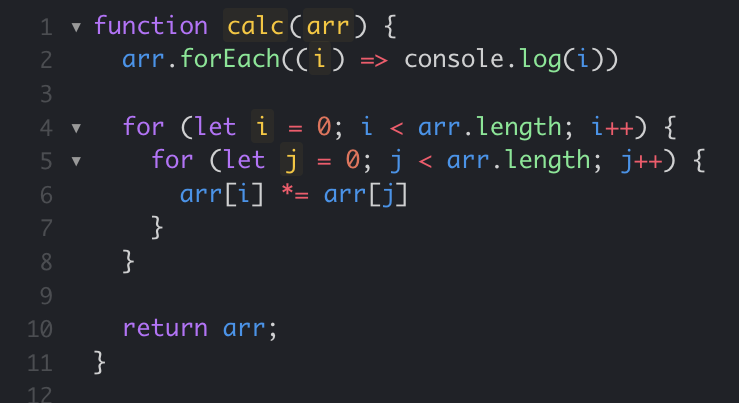 1 ▼ function calc(arr) {
2 arr.forEach((i) => console.log(i))
3
4 ▼ for (let i = 0; i < arr.length; i++) {
5 ▼ for (let j = 0; j < arr.length; j++) {
6 arr[i] *= arr[j]
7 }
8 }
9
10 return arr;
11 }
12